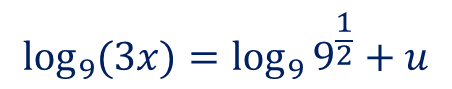 log₉(3x) = log₉ 9^{1/2} + u